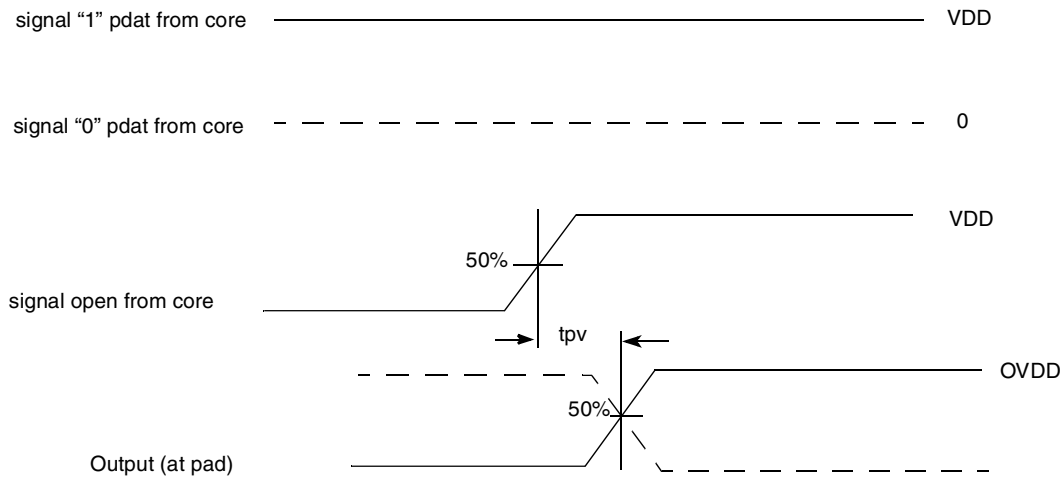 signal “1” pdat from core
VDD
signal “0” pdat from core
0
VDD
50%
signal open from core
tpv
OVDD
50%
Output (at pad)